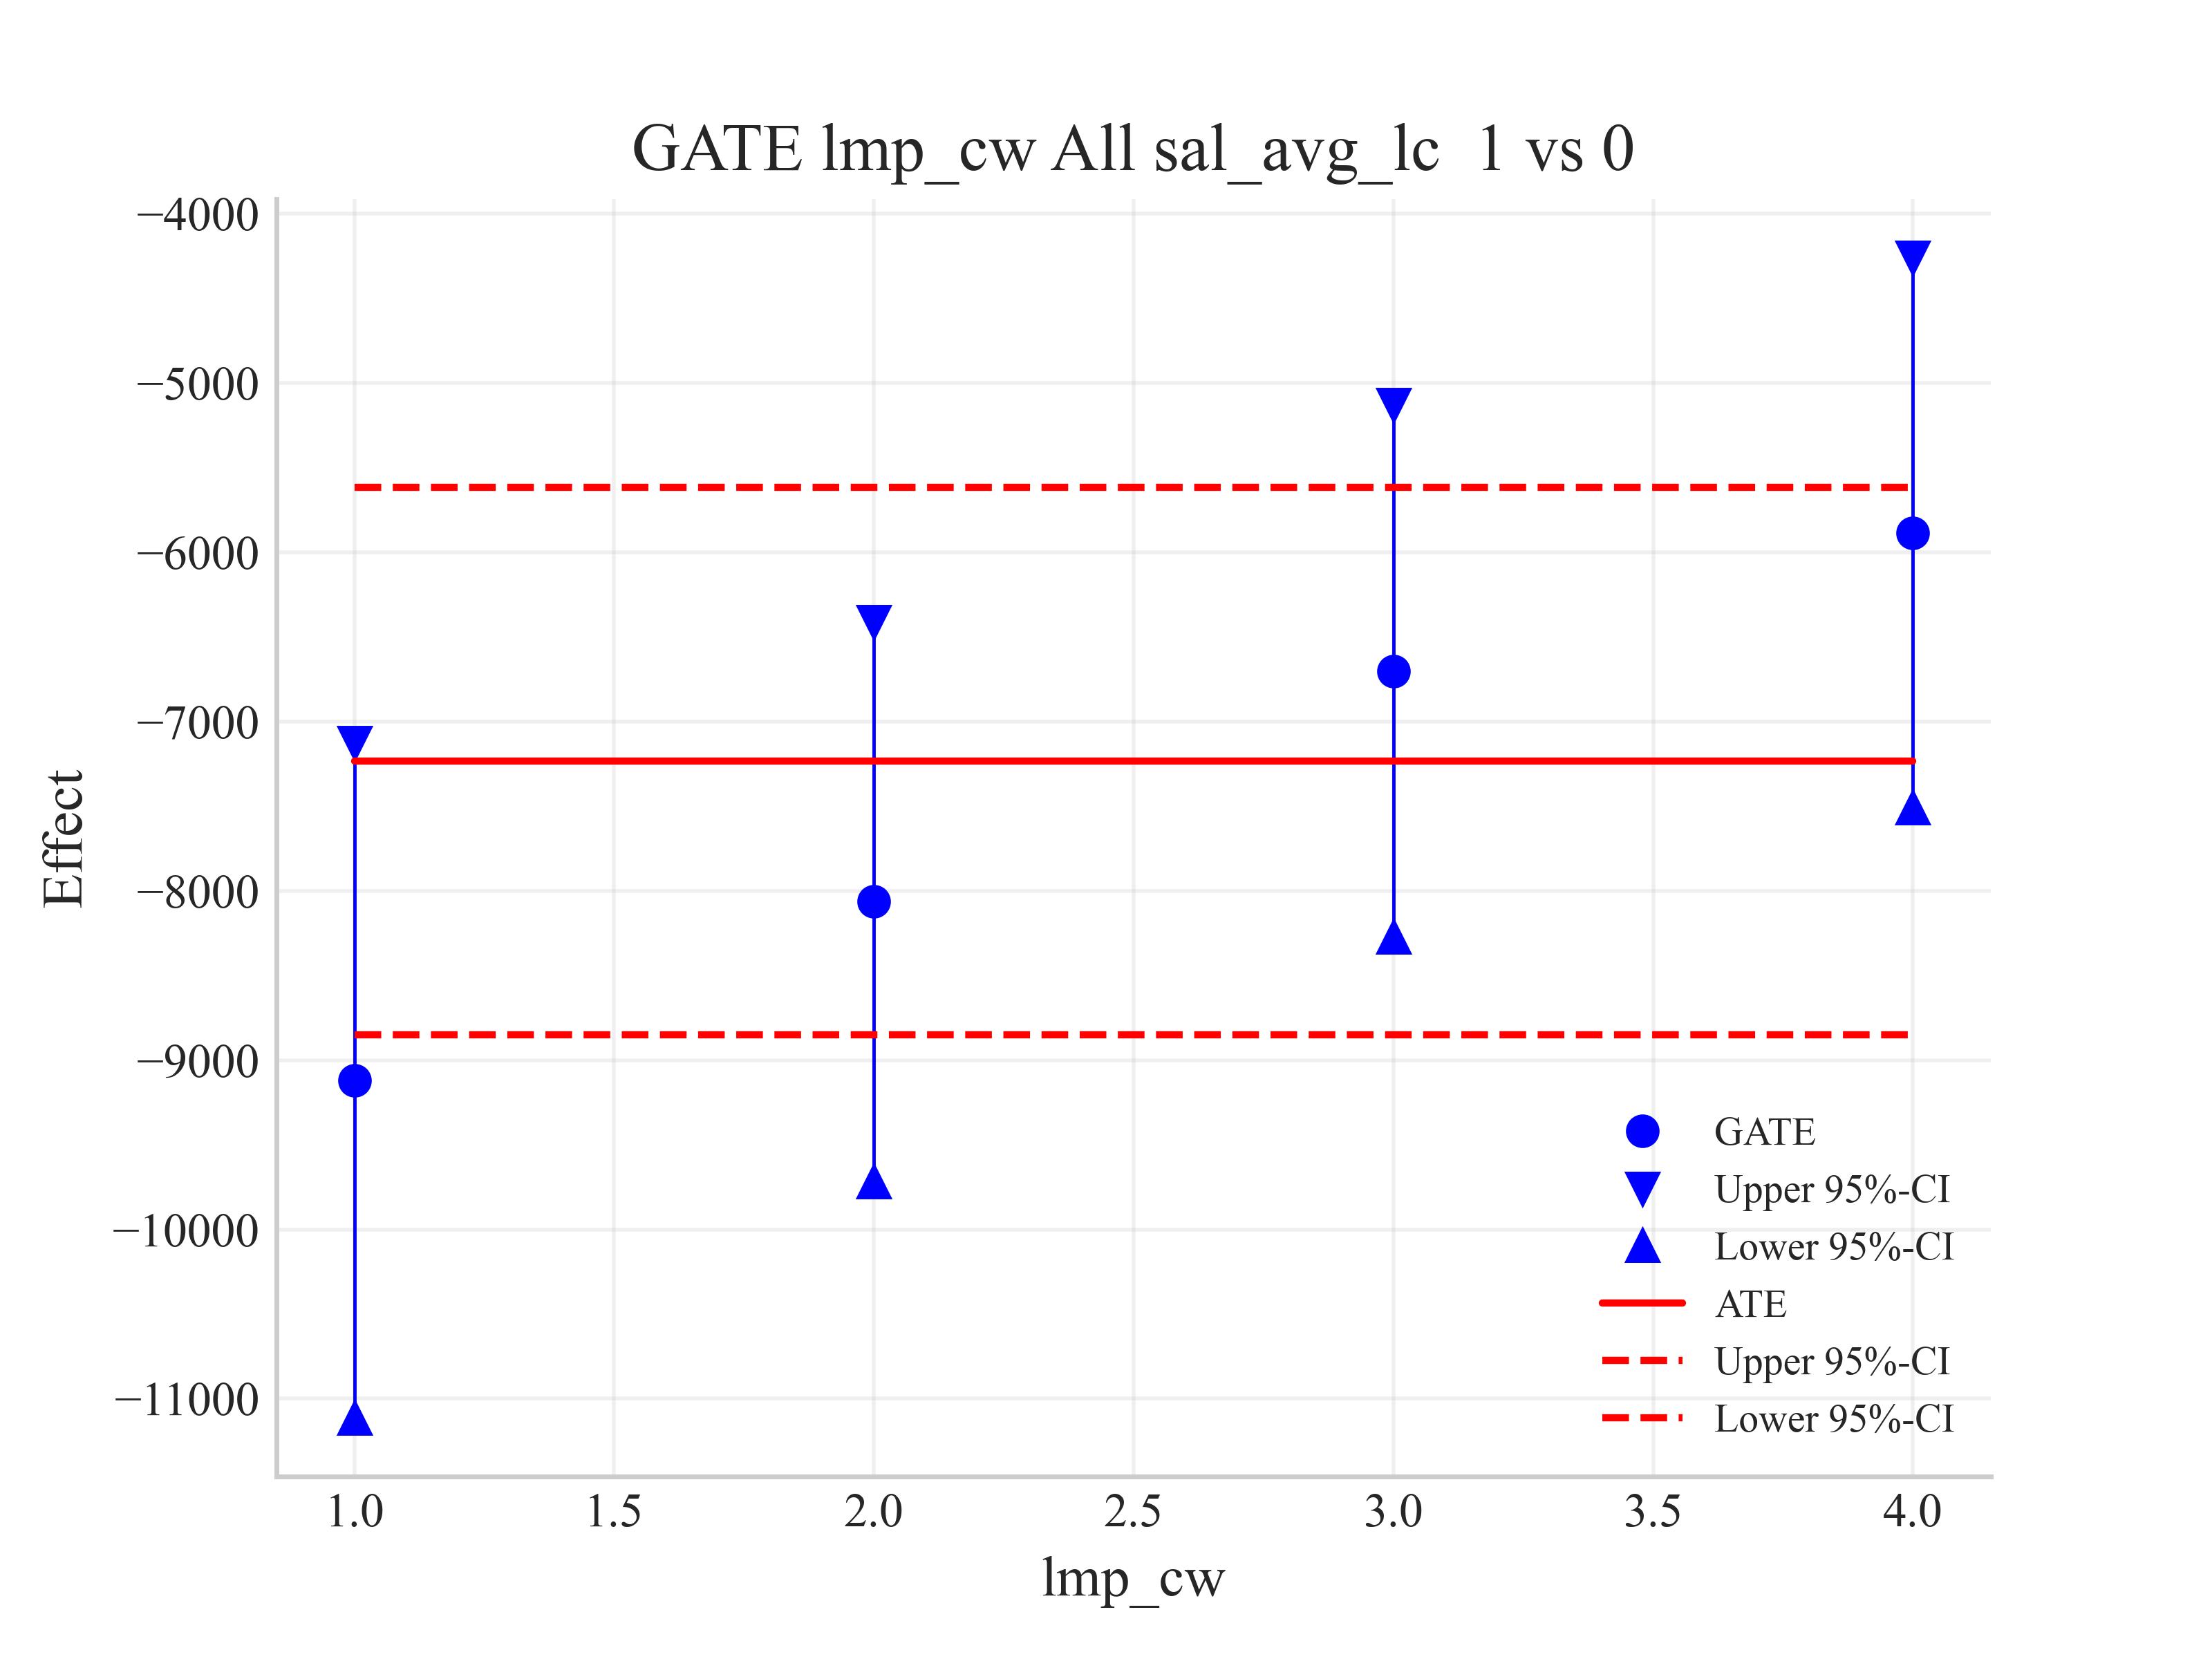 GATE lmp_cw All sal_avg_lc  1 vs 0
−4000
−5000
−6000
−7000
−8000
−9000
−10000
−11000
Effect
GATE
Upper 95%-CI
Lower 95%-CI
ATE
Upper 95%-CI
Lower 95%-CI
1.0 1.5 2.0 2.5 3.0 3.5 4.0
lmp_cw